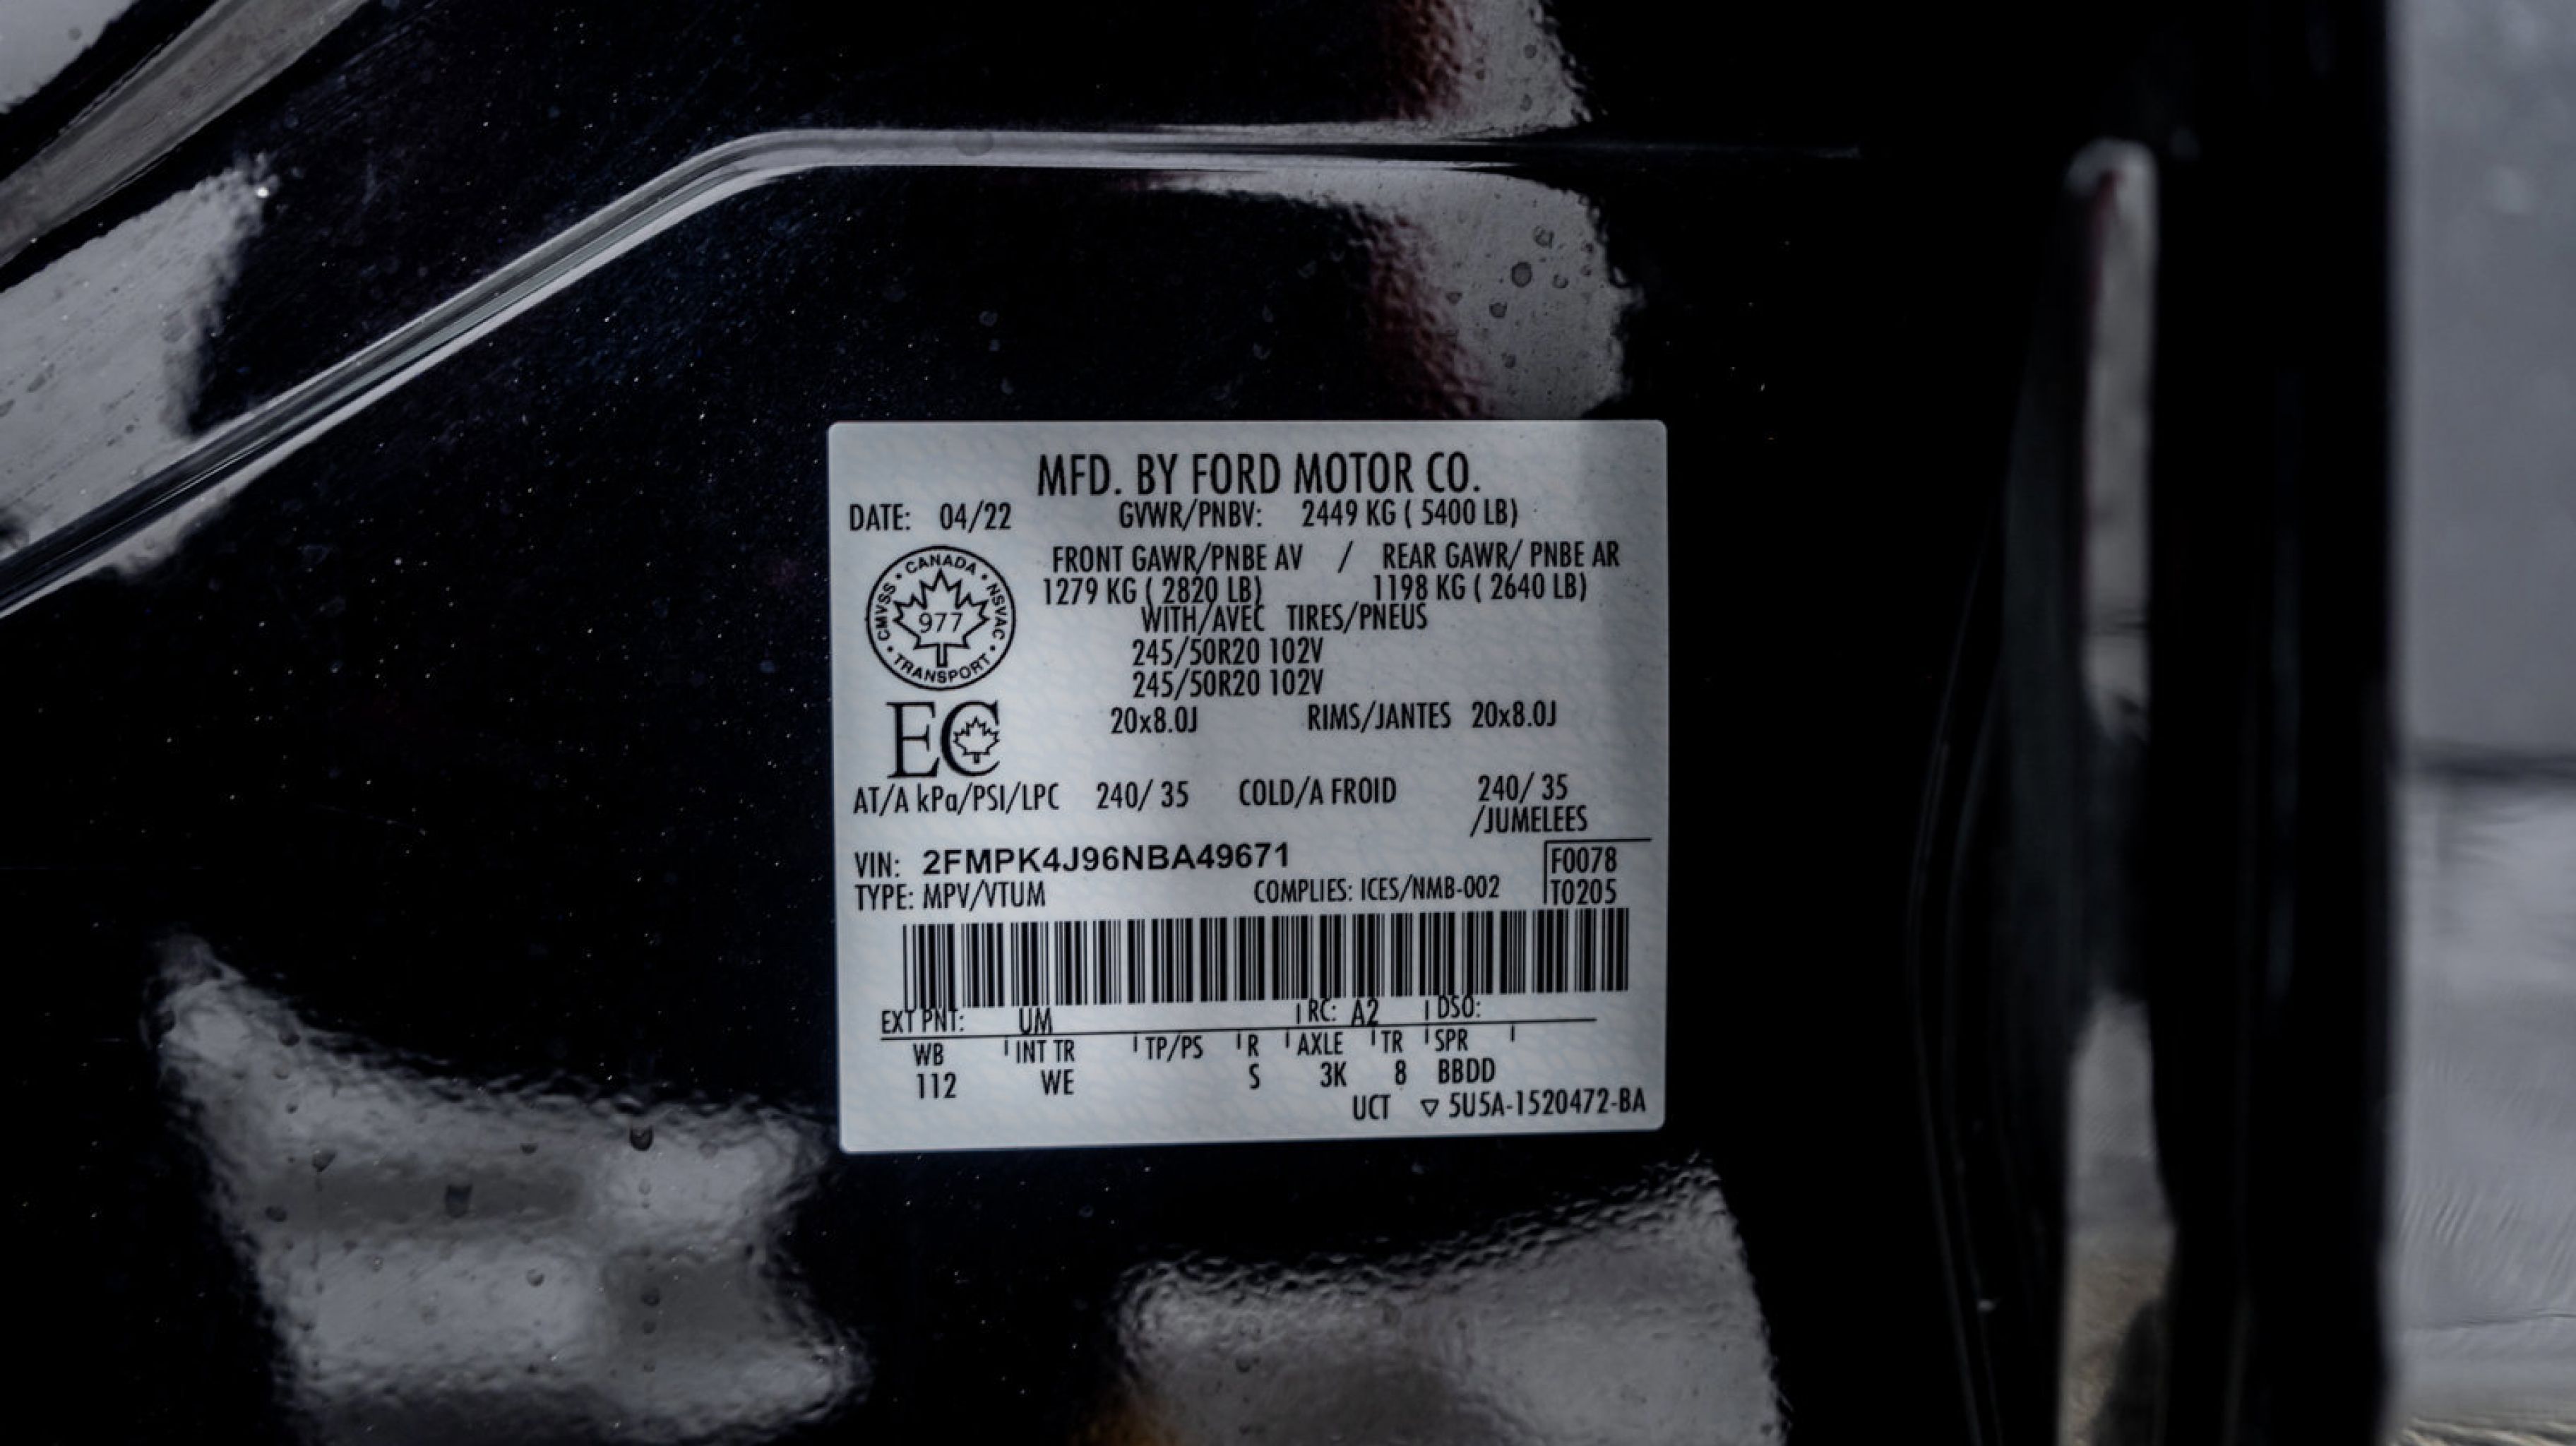 MFD. BY FORD MOTOR CO.
DATE: 04/22 GVWR/PNBV: 2449 KG ( 5400 LB)
FRONT GAWR/PNBE AV / REAR GAWR/ PNBE AR
1279 KG ( 2820 LB) 1198 KG ( 2640 LB)
WITH/AVEC TIRES/PNEUS
245/50R20 102V
245/50R20 102V
CMVSS • CANADA • NSVAC • TRANSPORT •
977
EC
20x8.0J RIMS/JANTES 20x8.0J
AT/A kPa/PSI/LPC 240/ 35 COLD/A FROID 240/ 35
/JUMELEES
VIN: 2FMPK4J96NBA49671 F0078
TYPE: MPV/VTUM COMPLIES: ICES/NMB-002 T0205
EXT PNT: UM RC: A2 DSO:
WB INT TR TP/PS R AXLE TR SPR
112 WE S 3K 8 BBDD
UCT ▽ 5U5A-1520472-BA